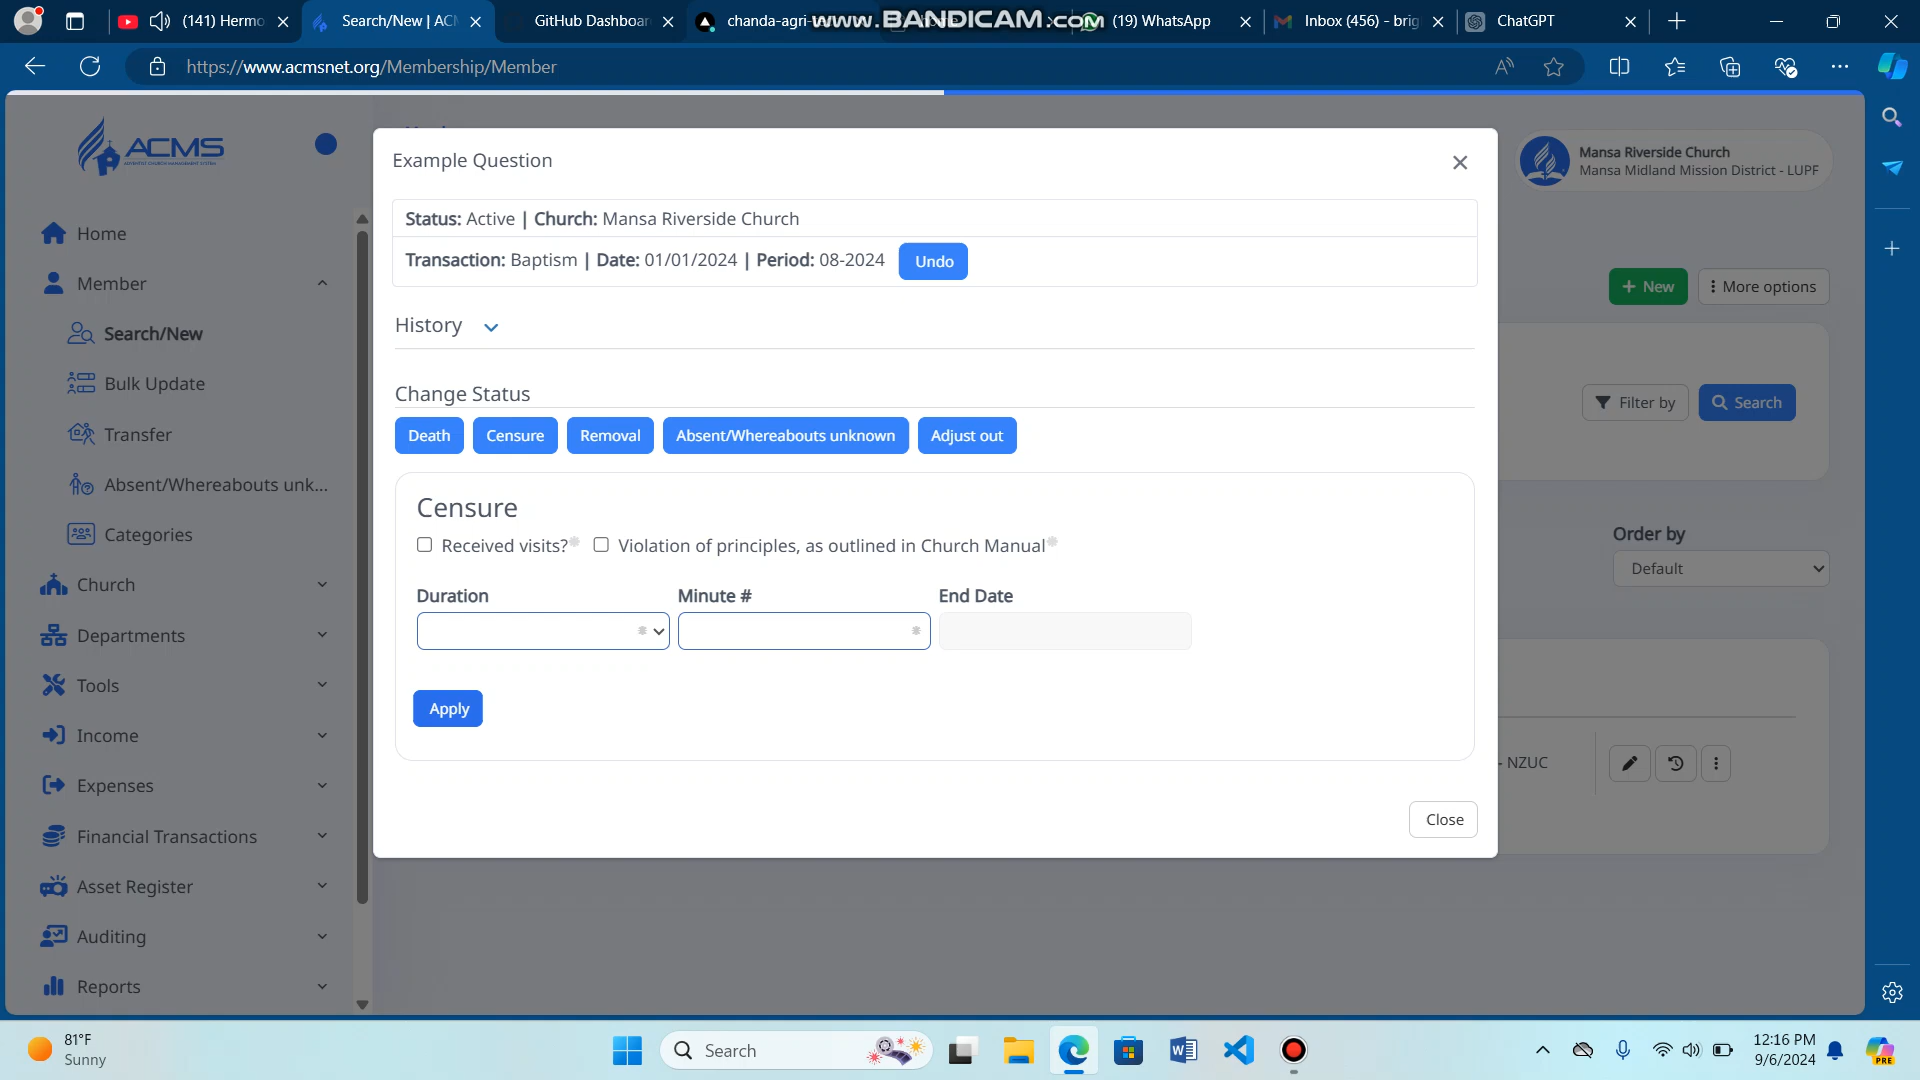 (141) Hermo
Search/New | AC
GitHub Dashboar
chanda-agri-
www.BANDICAM.com
(19) WhatsApp
Inbox (456) - brig
ChatGPT
https://www.acmsnet.org/Membership/Member
ACMS
Mansa Riverside Church
Mansa Midland Mission District - LUPF
Home
Member
Search/New
Bulk Update
Transfer
Absent/Whereabouts unk...
Categories
Church
Departments
Tools
Income
Expenses
Financial Transactions
Asset Register
Auditing
Reports
Example Question
Status: Active | Church: Mansa Riverside Church
Transaction: Baptism | Date: 01/01/2024 | Period: 08-2024 Undo
History
Change Status
Death Censure Removal Absent/Whereabouts unknown Adjust out
Censure
Received visits? Violation of principles, as outlined in Church Manual
Duration Minute # End Date
Apply
Close
+ New More options
Filter by Search
Order by
Default
- NZUC
81°F
Sunny
Search
12:16 PM
9/6/2024
PRE